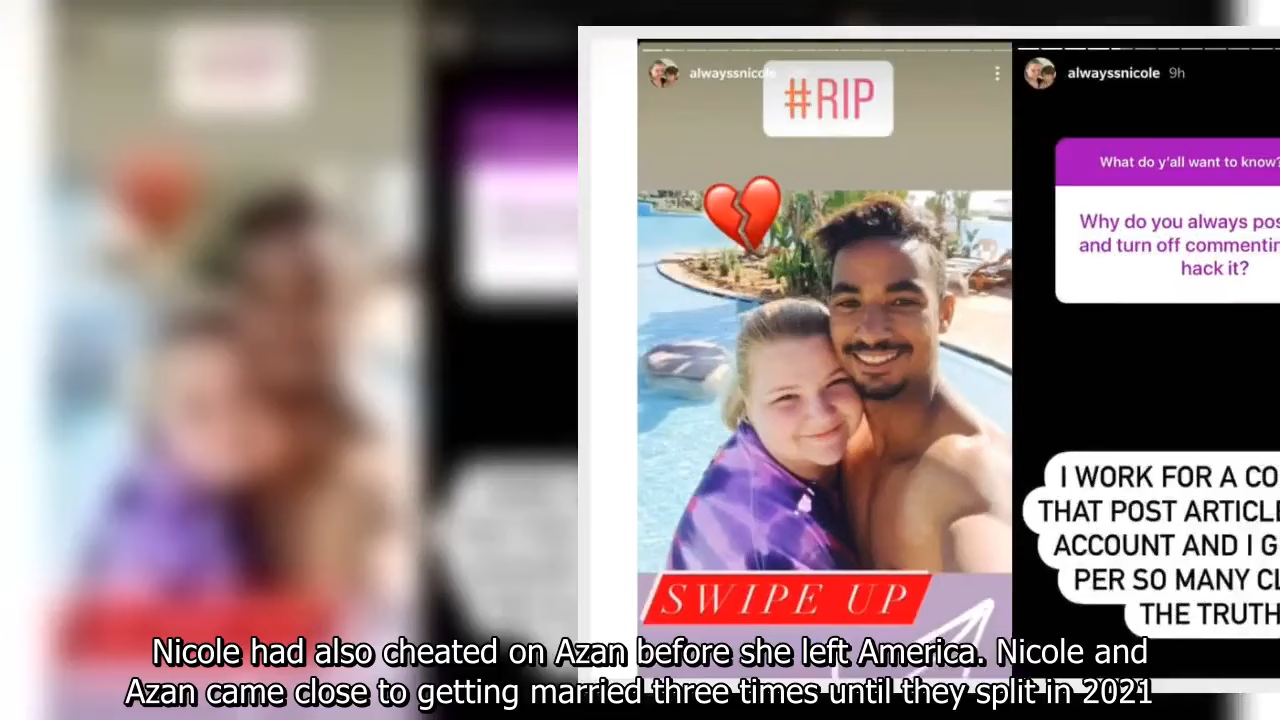 alwayssnicole
#RIP
SWIPE UP
alwayssnicole 9h
What do y'all want to know?
Why do you always pos
and turn off commentin
hack it?
I WORK FOR A CO
THAT POST ARTICLE
ACCOUNT AND I G
PER SO MANY CL
THE TRUTH
Nicole had also cheated on Azan before she left America. Nicole and
Azan came close to getting married three times until they split in 2021